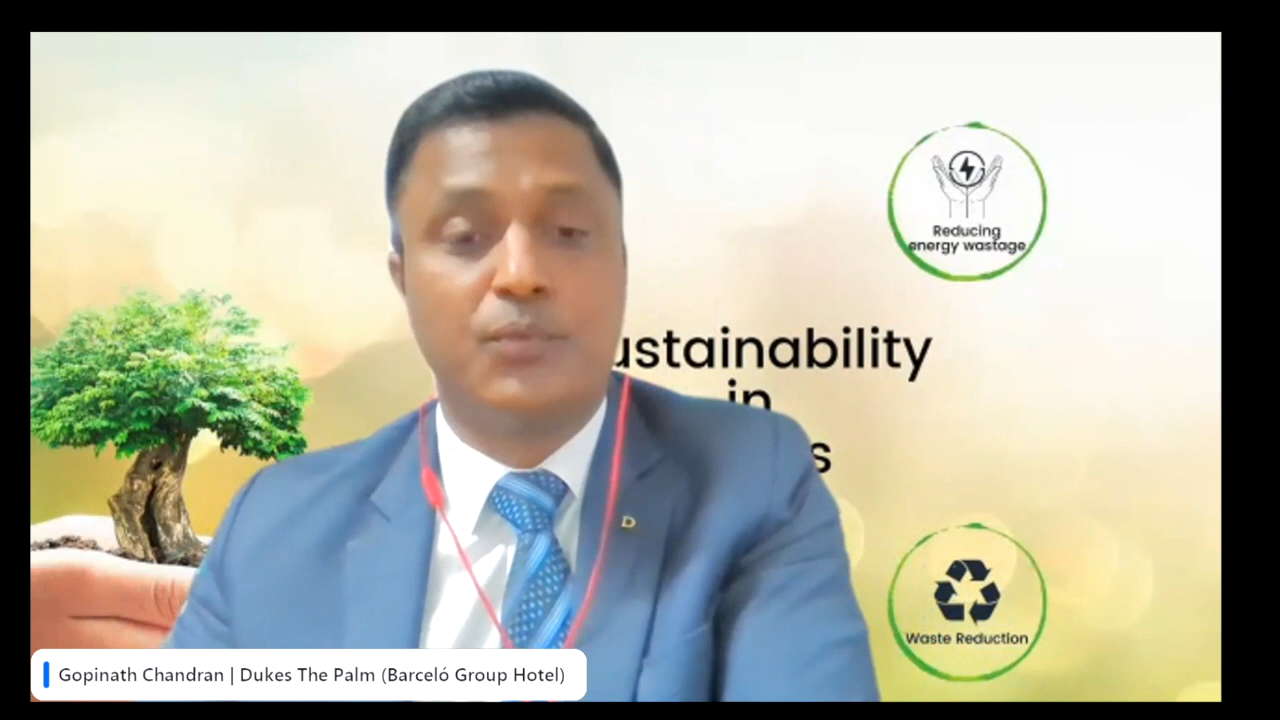 Reducing
energy wastage
ustainability
in
s
D
Waste Reduction
Gopinath Chandran | Dukes The Palm (Barceló Group Hotel)